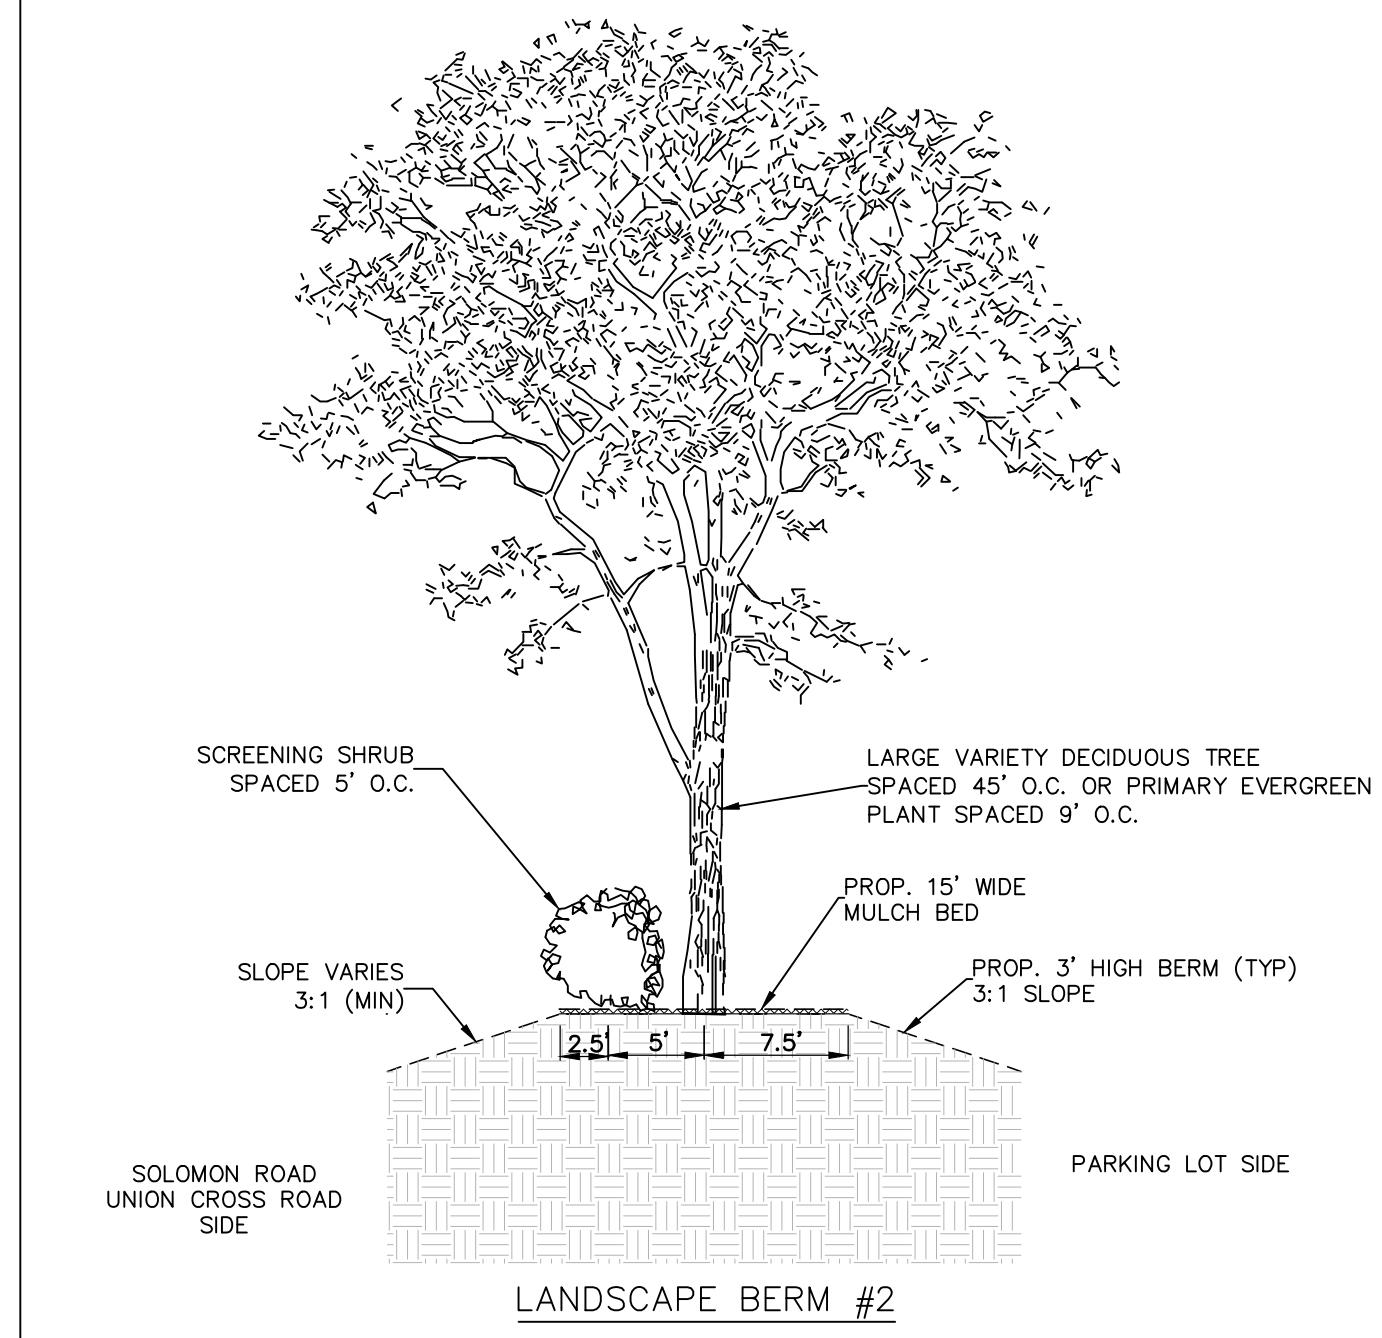 SCREENING SHRUB
SPACED 5' O.C.
LARGE VARIETY DECIDUOUS TREE
SPACED 45' O.C. OR PRIMARY EVERGREEN
PLANT SPACED 9' O.C.
PROP. 15' WIDE
MULCH BED
SLOPE VARIES
3:1 (MIN)
PROP. 3' HIGH BERM (TYP)
3:1 SLOPE
2.5' 5' 7.5'
SOLOMON ROAD
UNION CROSS ROAD
SIDE
PARKING LOT SIDE
LANDSCAPE BERM #2